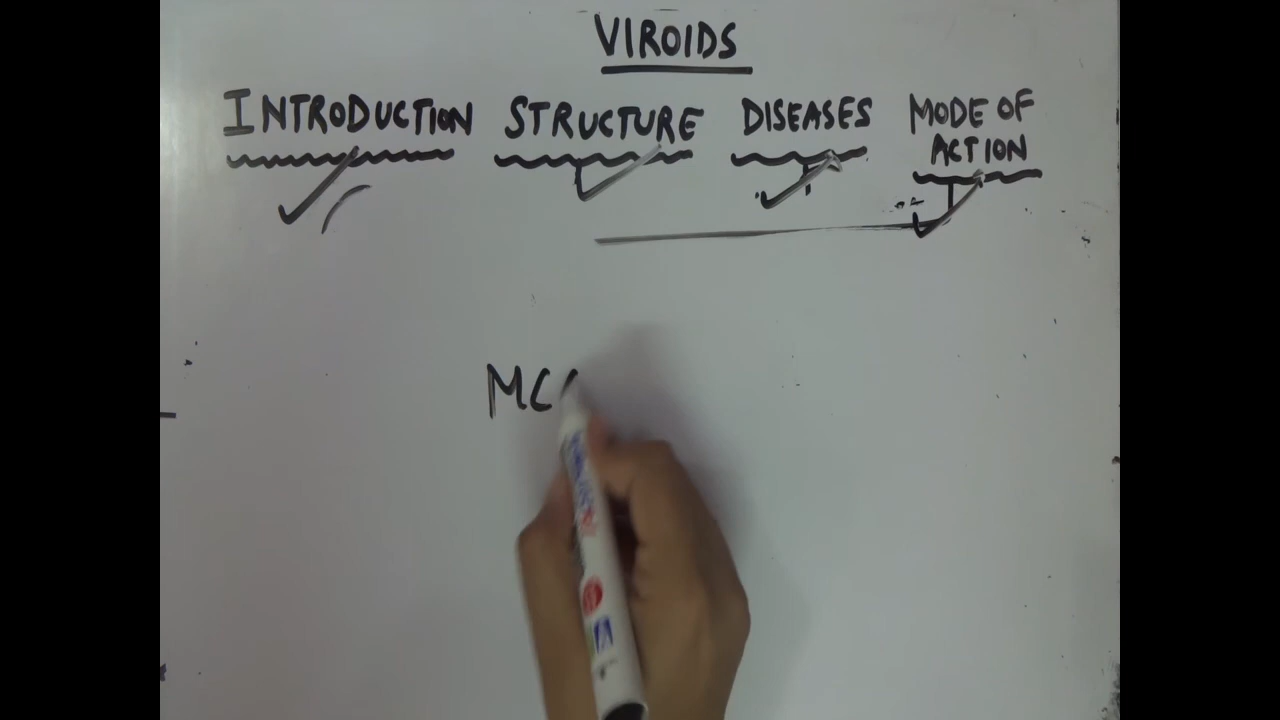 VIROIDS
INTRODUCTION STRUCTURE DISEASES MODE OF ACTION
MC